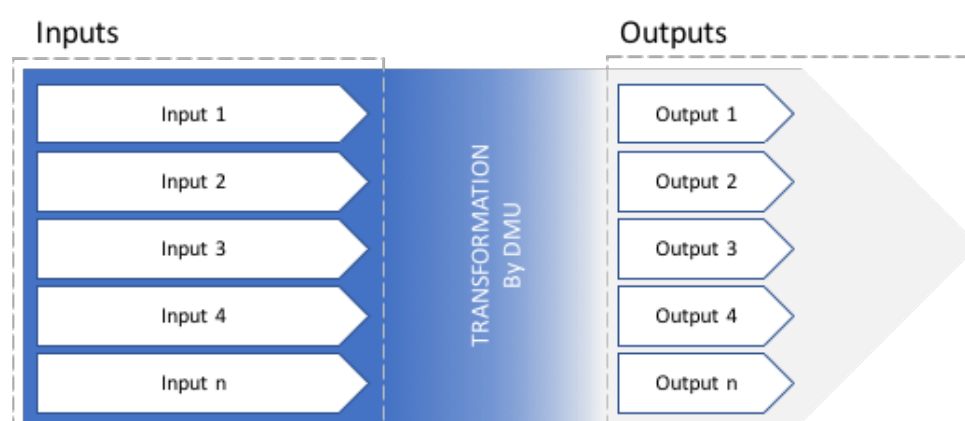 Inputs
Outputs
Input 1
Input 2
Input 3
Input 4
Input n
TRANSFORMATION
By DMU
Output 1
Output 2
Output 3
Output 4
Output n